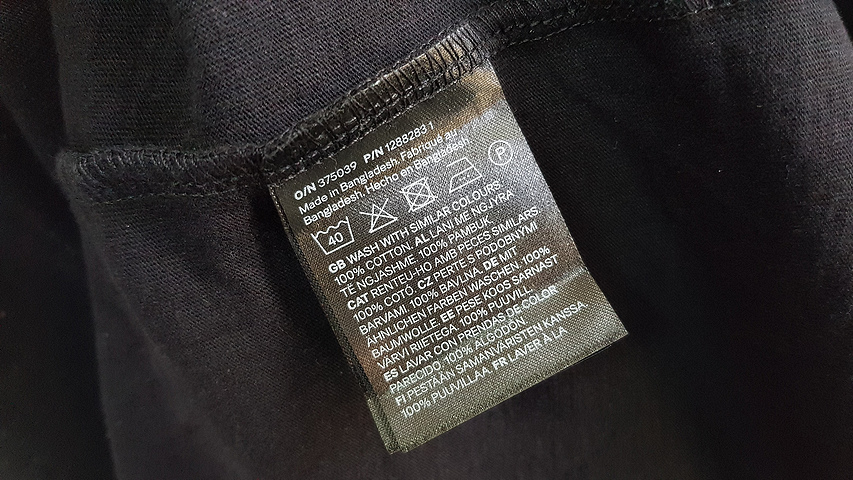 O/N 375039 P/N 1288283 1
Made in Bangladesh, Fabriqué au
Bangladesh, Hecho en Bangladesh
40 P
GB WASH WITH SIMILAR COLOURS.
100% COTTON. AL LANI ME NGJYRA
TË NGJASHME. 100% PAMBUK.
CAT RENTEU-HO AMB PECES SIMILARS.
100% COTÓ. CZ PERTE S PODOBNÝMI
BARVAMI. 100% BAVLNA. DE MIT
ÄHNLICHEN FARBEN WASCHEN. 100%
BAUMWOLLE. EE PESE KOOS SARNAST
VÄRVI RIIETEGA. 100% PUUVILL.
ES LAVAR CON PRENDAS DE COLOR
PARECIDO. 100% ALGODÓN.
FI PESTÄÄN SAMANVÄRISTEN KANSSA.
100% PUUVILLAA. FR LAVER À LA